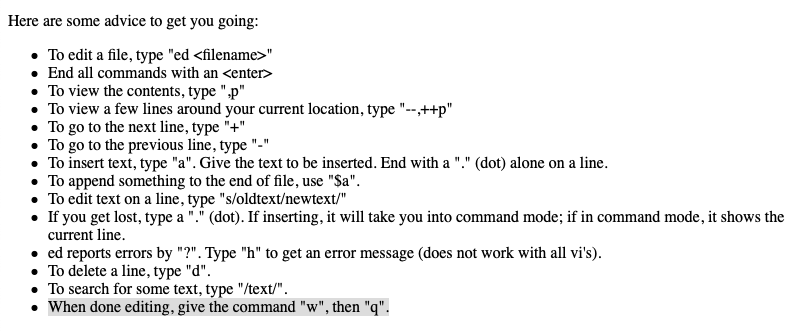 Here are some advice to get you going:
• To edit a file, type "ed <filename>"
• End all commands with an <enter>
• To view the contents, type ",p"
• To view a few lines around your current location, type "--,++p"
• To go to the next line, type "+"
• To go to the previous line, type "-"
• To insert text, type "a". Give the text to be inserted. End with a "." (dot) alone on a line.
• To append something to the end of file, use "$a".
• To edit text on a line, type "s/oldtext/newtext/"
• If you get lost, type a "." (dot). If inserting, it will take you into command mode; if in command mode, it shows the
current line.
• ed reports errors by "?". Type "h" to get an error message (does not work with all vi's).
• To delete a line, type "d".
• To search for some text, type "/text/".
• When done editing, give the command "w", then "q".